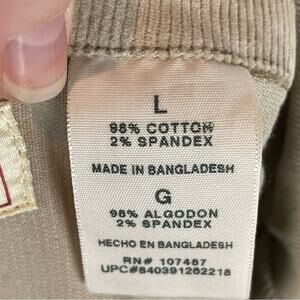 L
98% COTTON
2% SPANDEX
MADE IN BANGLADESH
G
98% ALGODON
2% SPANDEX
HECHO EN BANGLADESH
RN# 107487
UPC#840391262218